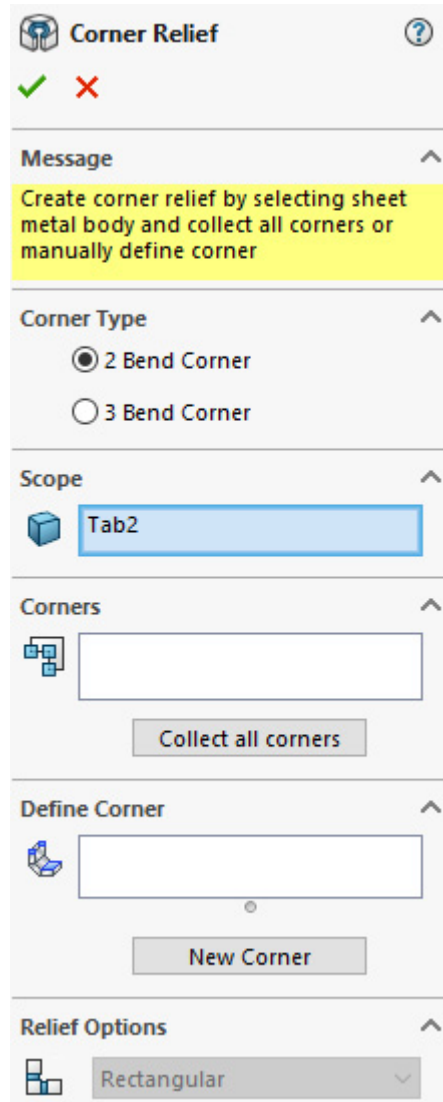 Corner Relief
Message
Create corner relief by selecting sheet
metal body and collect all corners or
manually define corner
Corner Type
2 Bend Corner
3 Bend Corner
Scope
Tab2
Corners
Collect all corners
Define Corner
New Corner
Relief Options
Rectangular